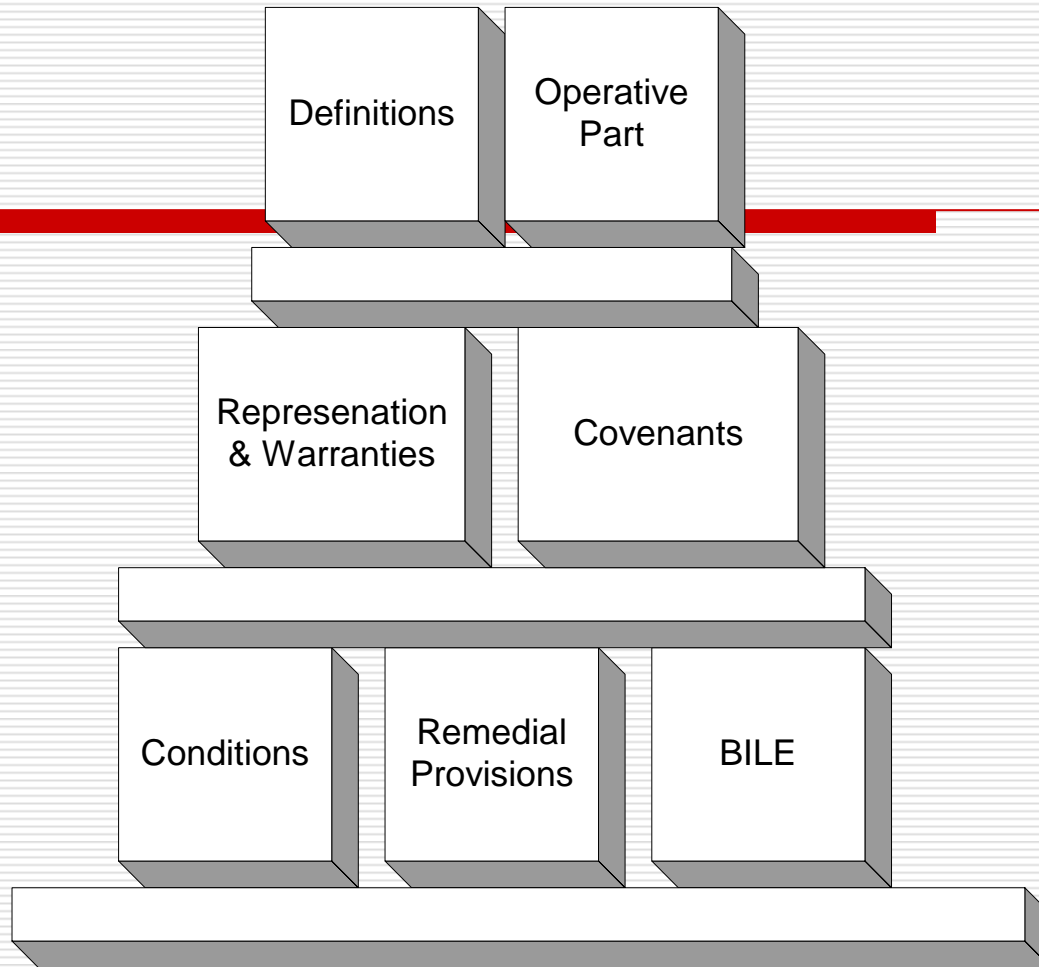 Definitions
Operative
Part
Represenation
& Warranties
Covenants
Conditions
Remedial
Provisions
BILE